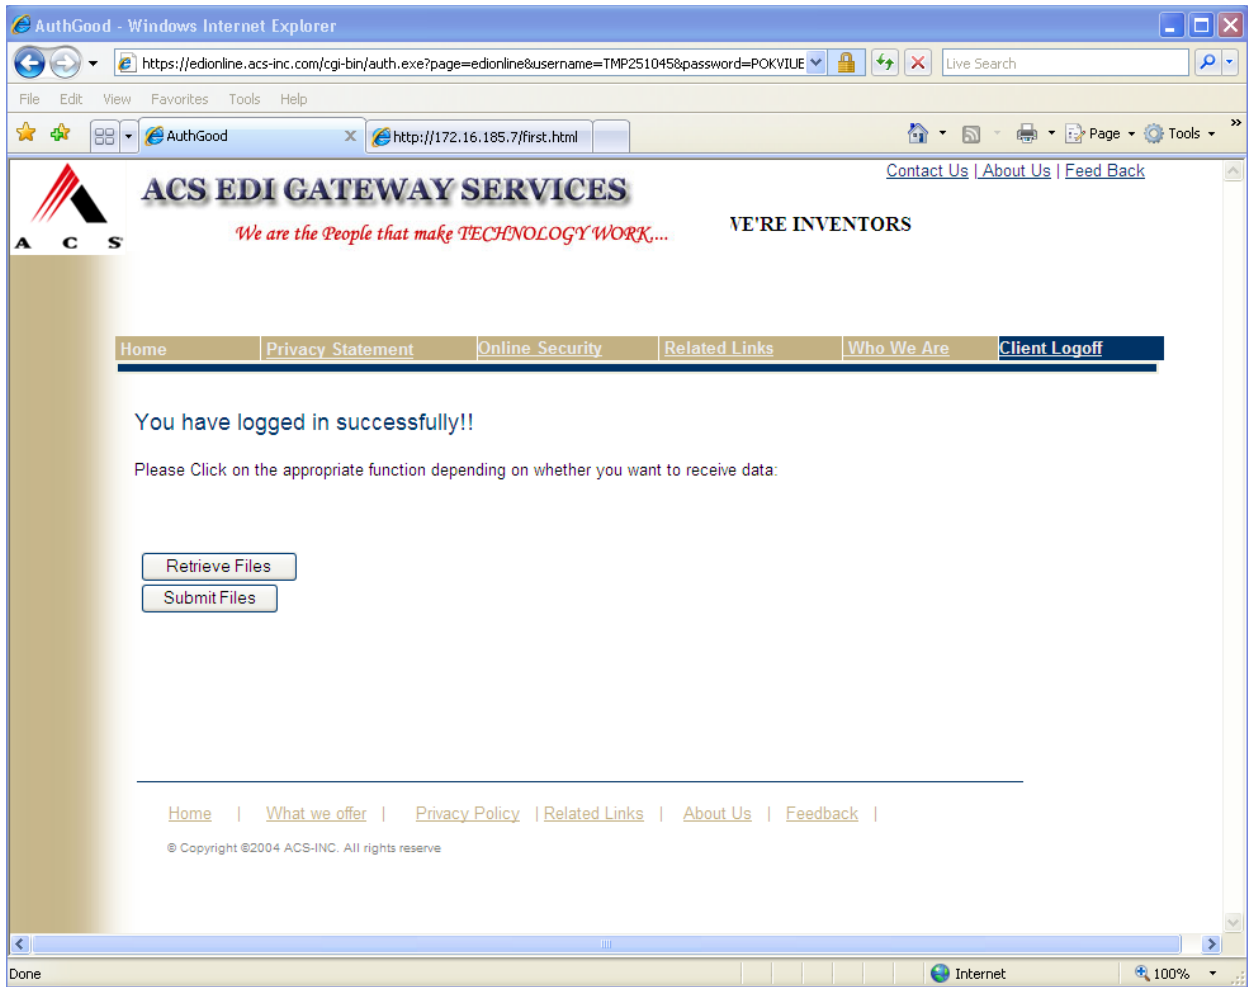 AuthGood - Windows Internet Explorer
https://edionline.acs-inc.com/cgi-bin/auth.exe?page=edionline&username=TMP251045&password=POKVIUE
Live Search
File Edit View Favorites Tools Help
AuthGood
http://172.16.185.7/first.html
Page Tools
Contact Us | About Us | Feed Back
ACS EDI GATEWAY SERVICES
We are the People that make TECHNOLOGY WORK....
VE'RE INVENTORS
A C S
Home Privacy Statement Online Security Related Links Who We Are Client Logoff
You have logged in successfully!!
Please Click on the appropriate function depending on whether you want to receive data:
Retrieve Files
Submit Files
Home | What we offer | Privacy Policy | Related Links | About Us | Feedback |
© Copyright ©2004 ACS-INC. All rights reserve
Done
Internet
100%